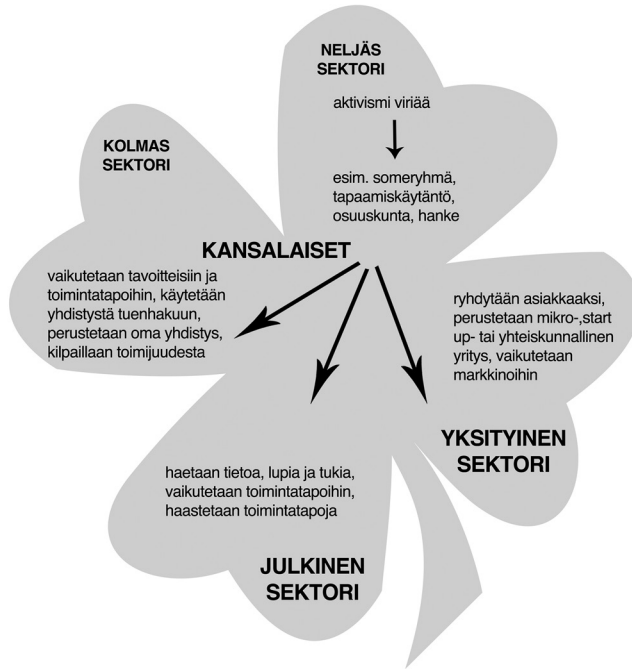 NELJÄS
SEKTORI
aktivismi viriää
esim. someryhmä,
tapaamiskäytäntö,
osuuskunta, hanke
KOLMAS
SEKTORI
KANSALAISET
vaikutetaan tavoitteisiin ja
toimintatapoihin, käytetään
yhdistystä tuenhakuun,
perustetaan oma yhdistys,
kilpaillaan toimijuudesta
ryhdytään asiakkaaksi,
perustetaan mikro-,start
up- tai yhteiskunnallinen
yritys, vaikutetaan
markkinoihin
YKSITYINEN
SEKTORI
haetaan tietoa, lupia ja tukia,
vaikutetaan toimintatapoihin,
haastetaan toimintatapoja
JULKINEN
SEKTORI